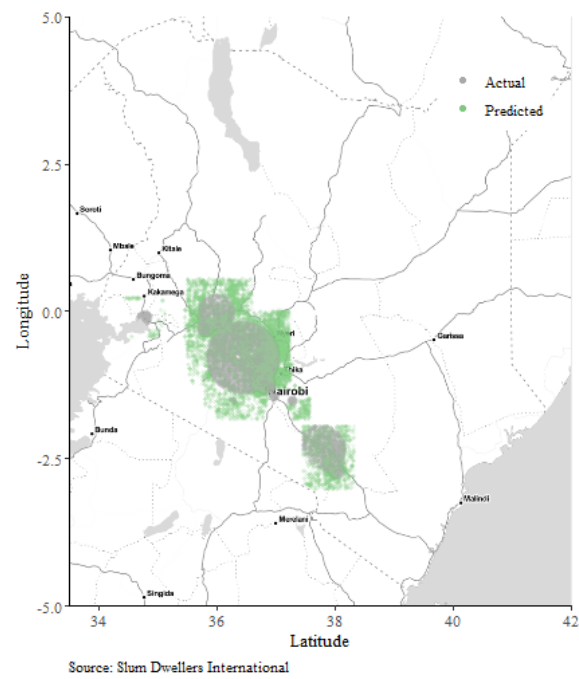 5.0
Actual
Predicted
2.5
Soroti
Mbale
Kitale
Bungoma
Kakamega
0.0
Longitude
Garissa
Nairobi
Bunda
-2.5
Malindi
Merelani
Singida
-5.0
34
36
38
40
42
Latitude
Source: Slum Dwellers International